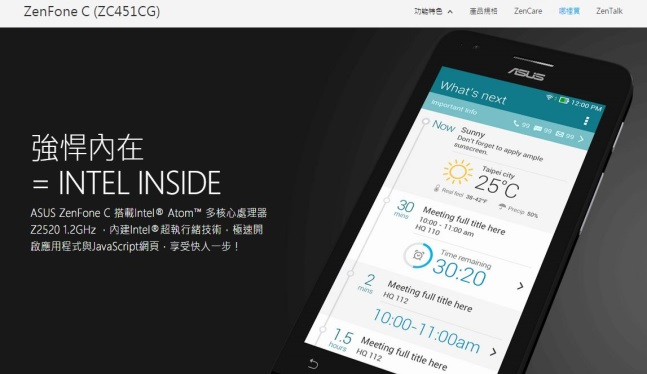 ZenFone C (ZC451CG)
功能特色
產品規格
ZenCare
哪裡買
ZenTalk
強悍內在
= INTEL INSIDE
ASUS ZenFone C 搭載Intel® Atom™ 多核心處理器
Z2520 1.2GHz ，內建Intel®超執行緒技術，極速開
啟應用程式與JavaScript網頁，享受快人一步！
ASUS
12:00 PM
What's next
Important info
99 99 99
Now
Sunny
Don't forget to apply ample
sunscreen.
Taipei city
25°C
Real feel 38-42°F
Precip. 50%
30
mins
Meeting full title here
10:00 - 11:00 am
HQ 110
Time remaining
30:20
2
mins
Meeting full title here
HQ 112
10:00-11:00am
1.5
hours
Meeting full title here
HQ 112